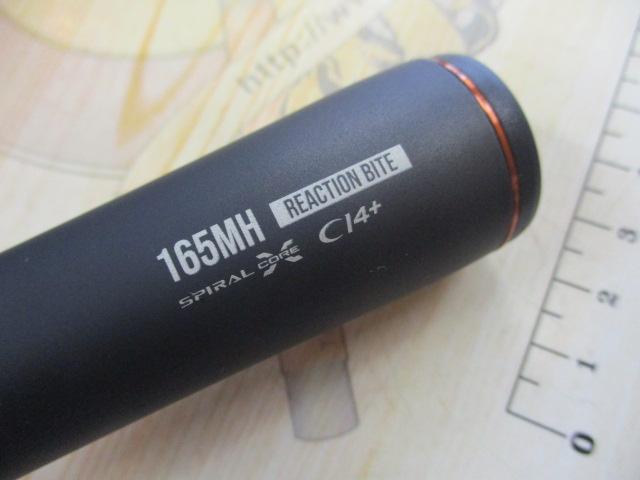 165MH REACTION BITE
SPIRAL X CORE CI4+
http://w
0
1
2
3